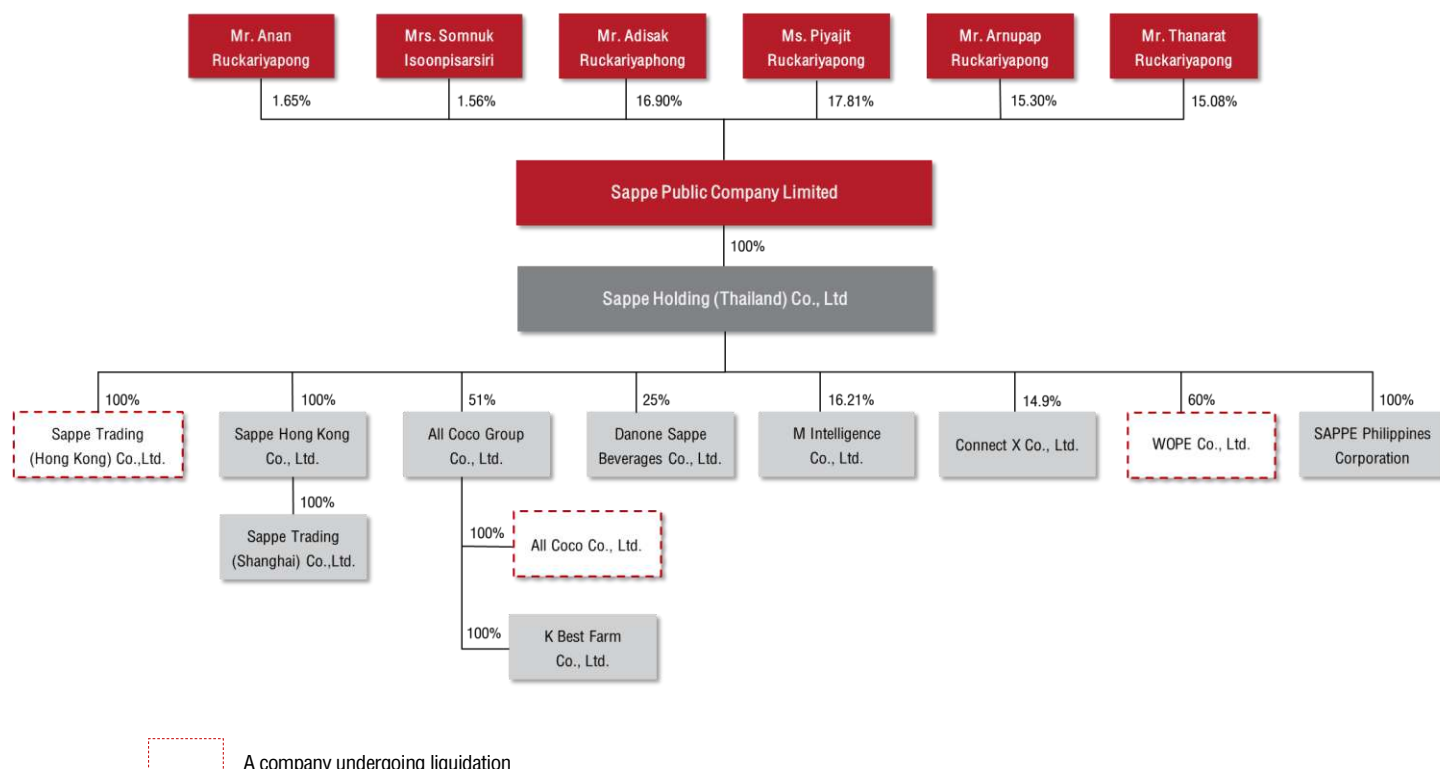 Mr. Anan
Ruckariyapong
Mrs. Somnuk
Isoonpisarsiri
Mr. Adisak
Ruckariyaphong
Ms. Piyajit
Ruckariyapong
Mr. Arnupap
Ruckariyapong
Mr. Thanarat
Ruckariyapong
1.65%
1.56%
16.90%
17.81%
15.30%
15.08%
Sappe Public Company Limited
100%
Sappe Holding (Thailand) Co., Ltd
100%
100%
51%
25%
16.21%
14.9%
60%
100%
Sappe Trading
(Hong Kong) Co.,Ltd.
Sappe Hong Kong
Co., Ltd.
All Coco Group
Co., Ltd.
Danone Sappe
Beverages Co., Ltd.
M Intelligence
Co., Ltd.
Connect X Co., Ltd.
WOPE Co., Ltd.
SAPPE Philippines
Corporation
100%
Sappe Trading
(Shanghai) Co.,Ltd.
100%
All Coco Co., Ltd.
100%
K Best Farm
Co., Ltd.
A company undergoing liquidation